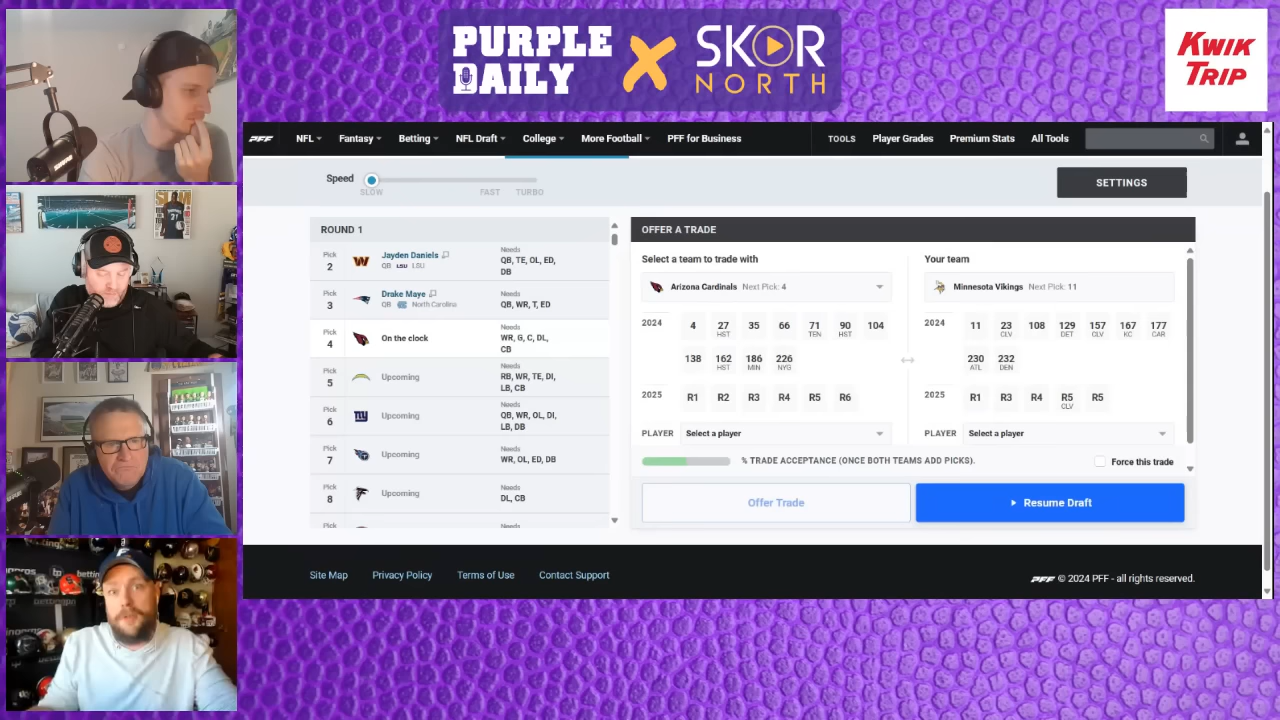 PURPLE DAILY X SKOR NORTH
KWIK TRIP
PFF NFL Fantasy Betting NFL Draft College More Football PFF for Business TOOLS Player Grades Premium Stats All Tools
Speed
SLOW FAST TURBO
SETTINGS
ROUND 1
Pick 2 W Jayden Daniels QB LSU LSU Needs QB, TE, OL, ED, DB
Pick 3 Drake Maye QB North Carolina Needs QB, WR, T, ED
Pick 4 On the clock Needs WR, G, C, DL, CB
Pick 5 Upcoming Needs RB, WR, TE, DI, LB, CB
Pick 6 Upcoming Needs QB, WR, OL, DI, LB, DB
Pick 7 Upcoming Needs WR, OL, ED, DB
Pick 8 Upcoming Needs DL, CB
Pick Needs
OFFER A TRADE
Select a team to trade with Your team
Arizona Cardinals Next Pick: 4 Minnesota Vikings Next Pick: 11
2024 4 27 HST 35 66 71 TEN 90 HST 104
138 162 HST 186 MIN 226 NYG
2025 R1 R2 R3 R4 R5 R6
2024 11 23 CLV 108 129 DET 157 CLV 167 KC 177 CAR
230 ATL 232 DEN
2025 R1 R3 R4 R5 CLV R5
PLAYER Select a player PLAYER Select a player
% TRADE ACCEPTANCE (ONCE BOTH TEAMS ADD PICKS). Force this trade
Offer Trade Resume Draft
Site Map Privacy Policy Terms of Use Contact Support
PFF © 2024 PFF - all rights reserved.